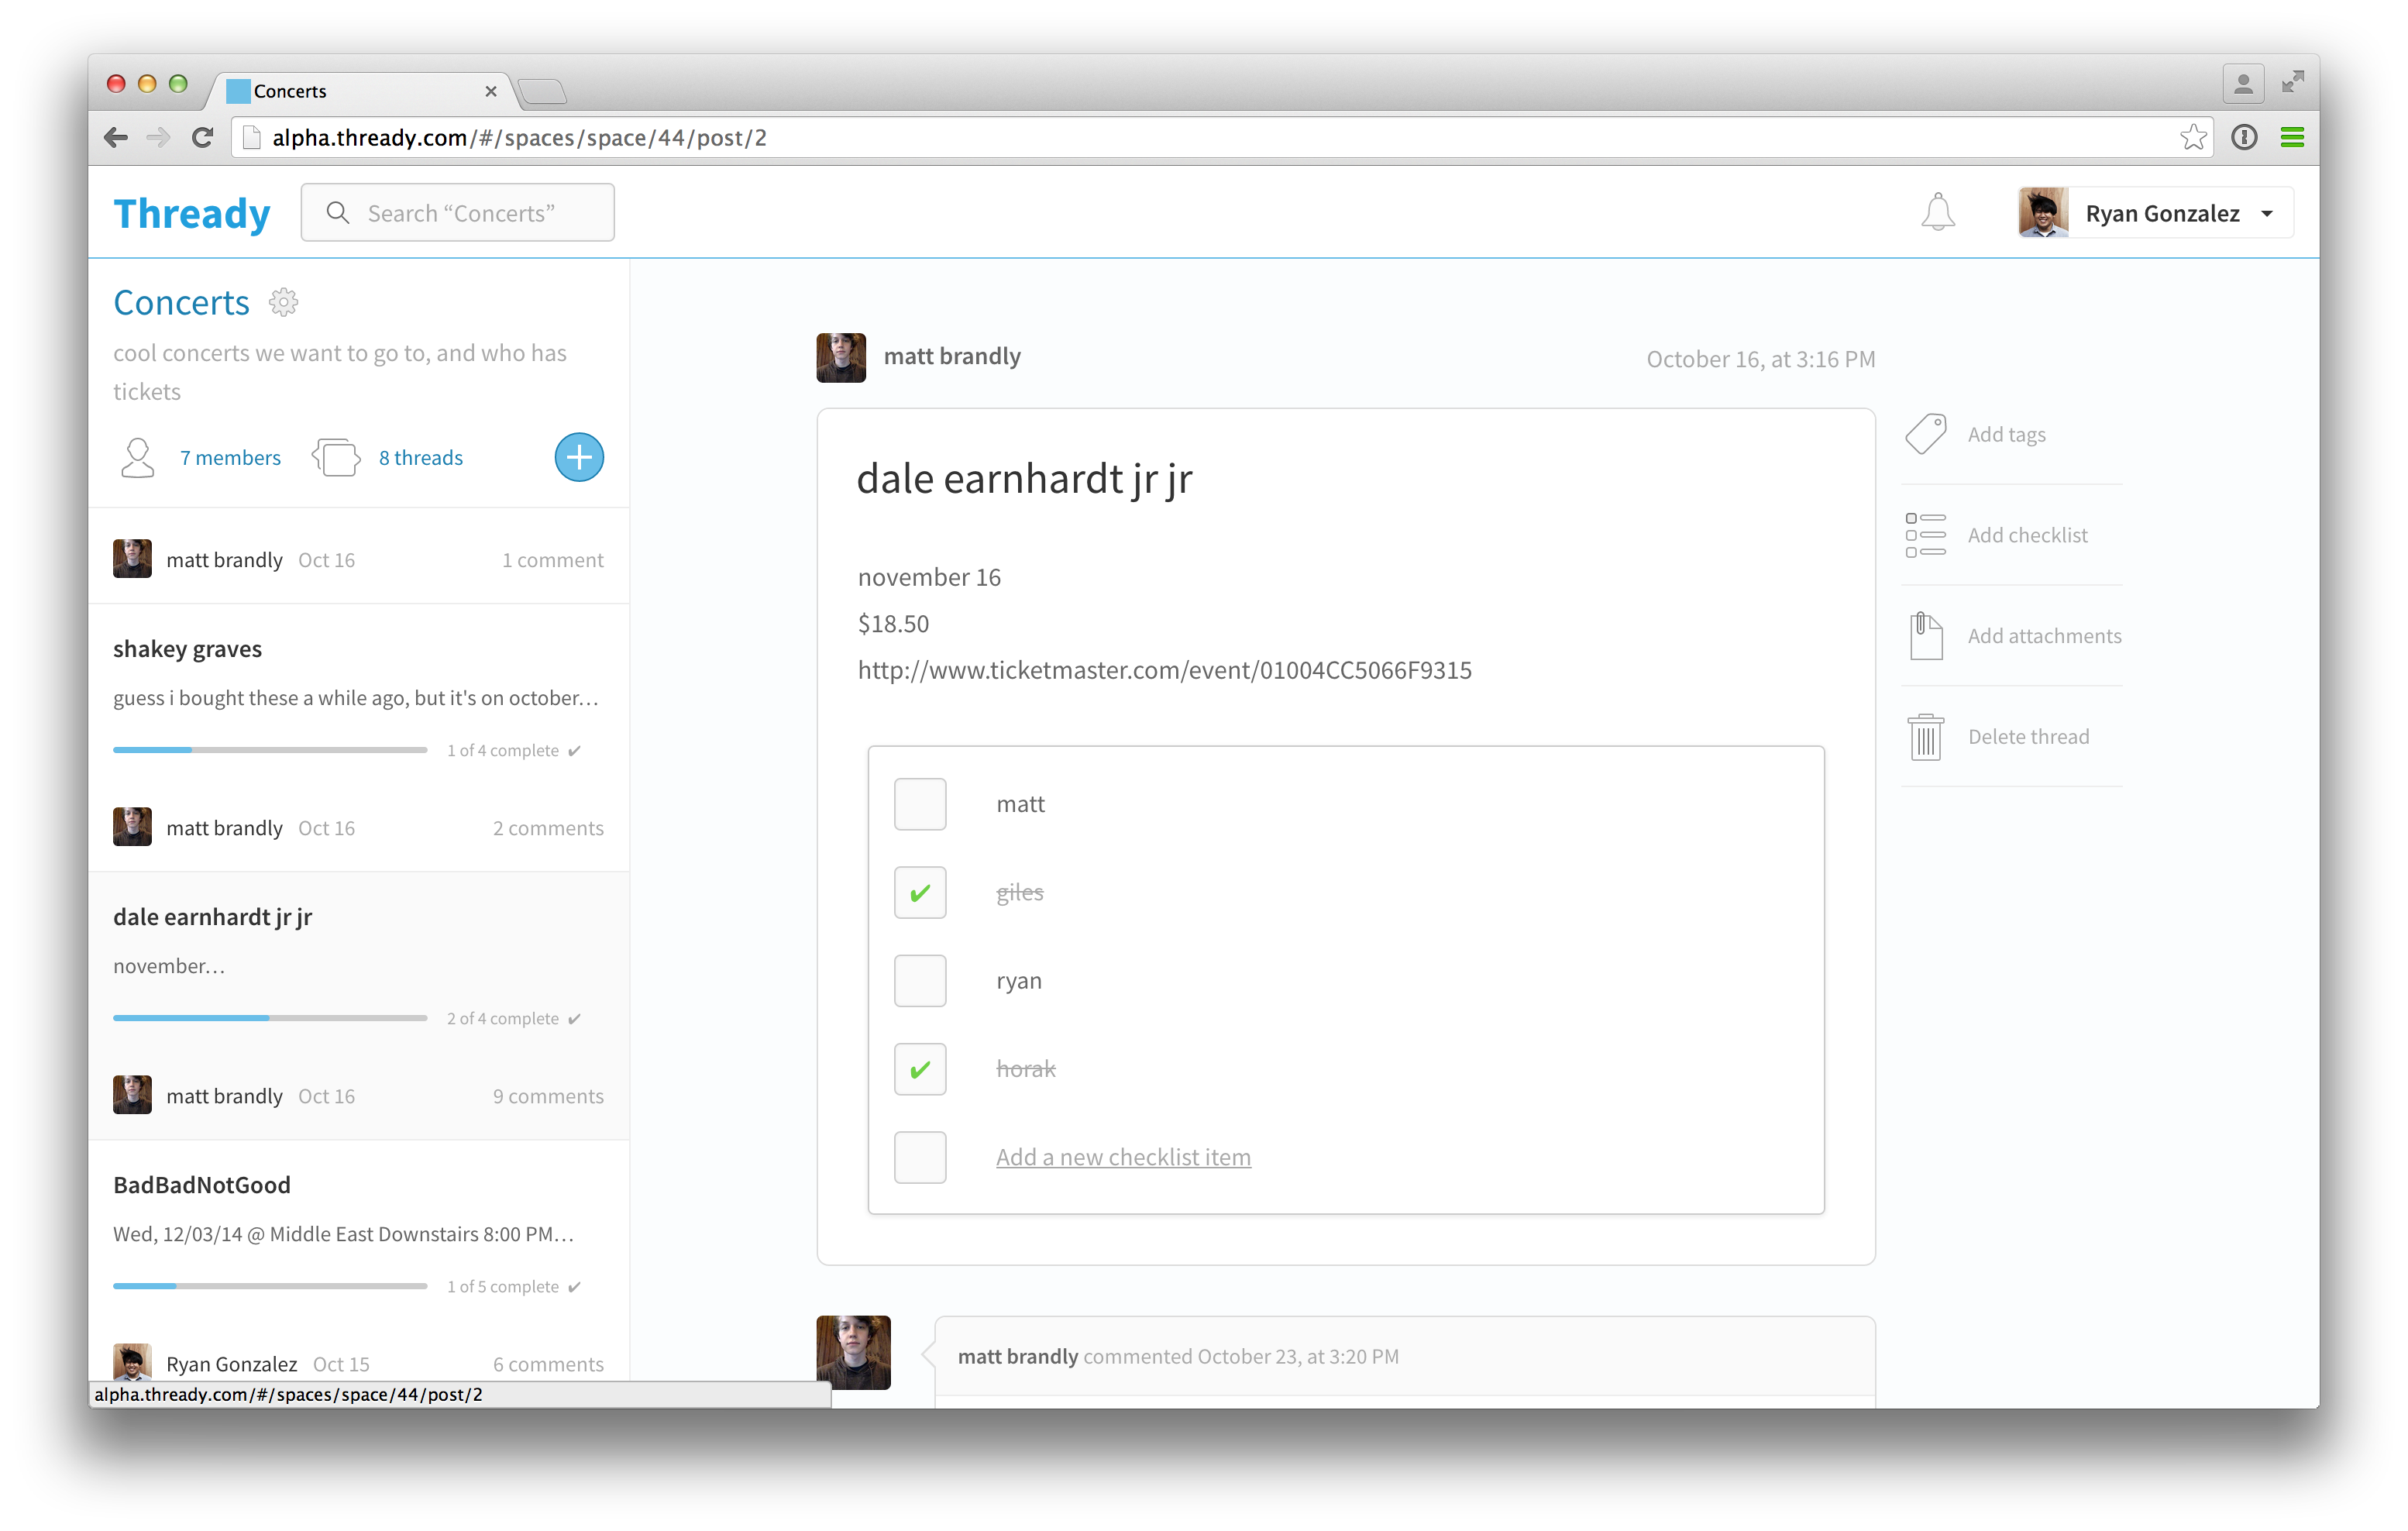 Concerts
alpha.thready.com/#/spaces/space/44/post/2
Thready
Search “Concerts”
Ryan Gonzalez
Concerts
cool concerts we want to go to, and who has
tickets
7 members
8 threads
matt brandly Oct 16 1 comment
shakey graves
guess i bought these a while ago, but it's on october...
1 of 4 complete ✓
matt brandly Oct 16 2 comments
dale earnhardt jr jr
november...
2 of 4 complete ✓
matt brandly Oct 16 9 comments
BadBadNotGood
Wed, 12/03/14 @ Middle East Downstairs 8:00 PM...
1 of 5 complete ✓
Ryan Gonzalez Oct 15 6 comments
alpha.thready.com/#/spaces/space/44/post/2
matt brandly
October 16, at 3:16 PM
dale earnhardt jr jr
november 16
$18.50
http://www.ticketmaster.com/event/01004CC5066F9315
matt
giles
ryan
horak
Add a new checklist item
Add tags
Add checklist
Add attachments
Delete thread
matt brandly commented October 23, at 3:20 PM